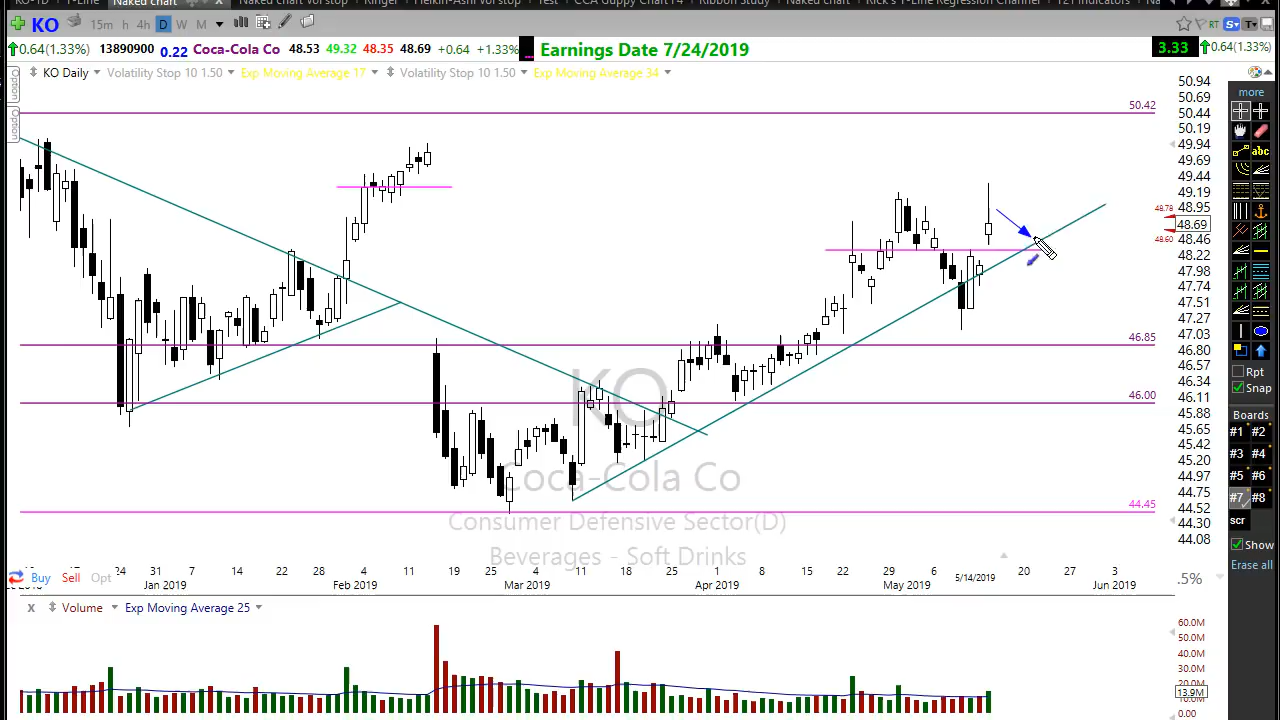 Naked chart
KO 15m h 4h D W M
0.64(1.33%) 13890900 0.22 Coca-Cola Co 48.53 49.32 48.35 48.69 +0.64 +1.33% Earnings Date 7/24/2019 3.33 0.64(1.33%)
KO Daily Volatility Stop 10 1.50 Exp Moving Average 17 Volatility Stop 10 1.50 Exp Moving Average 34
Option
Option
50.42
46.85
46.00
44.45
KO
Coca-Cola Co
Consumer Defensive Sector(D)
Beverages - Soft Drinks
50.94
50.69
50.44
50.19
49.94
49.69
49.44
49.19
48.95
48.78
48.69
48.60
48.46
48.22
47.98
47.74
47.51
47.27
47.03
46.80
46.57
46.34
46.11
45.88
45.65
45.42
45.20
44.97
44.75
44.52
44.30
44.08
RT
S
T
more
abc
Rpt
Snap
Boards
#1 #2
#3 #4
#5 #6
#7 #8
scr
Show
Erase all
24 31 7 14 22 28 4 11 19 25 4 11 18 25 1 8 15 22 29 6 5/14/2019 20 27 3
Jan 2019 Feb 2019 Mar 2019 Apr 2019 May 2019 Jun 2019
Buy Sell Opt
.5%
X Volume Exp Moving Average 25
60.0M
50.0M
40.0M
30.0M
20.0M
13.9M
0.00